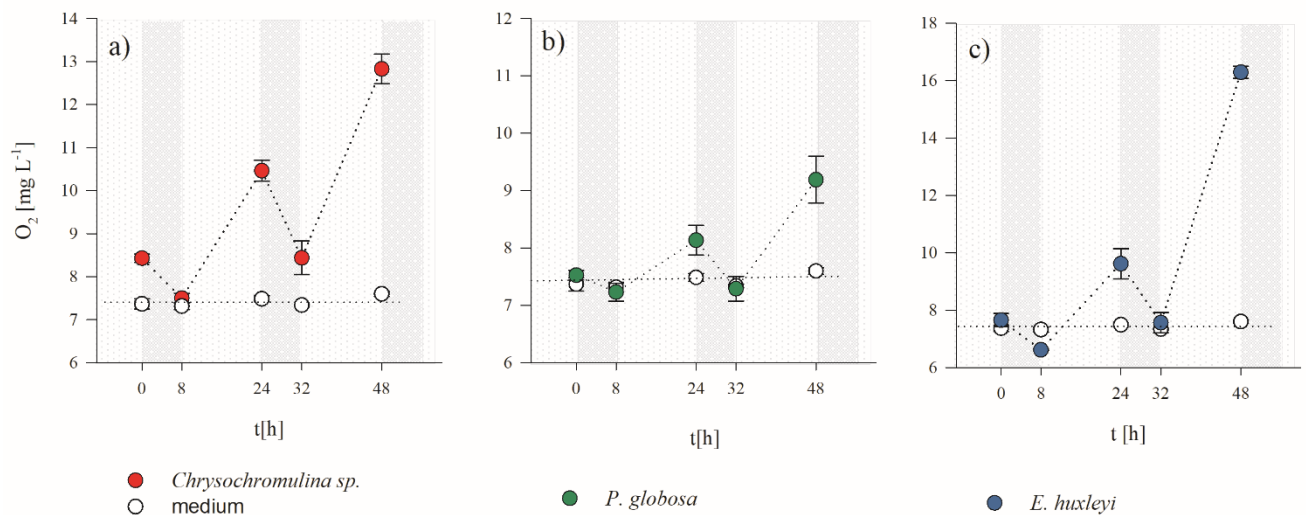 a)
14
13
12
11
10
9
8
7
6
O2 [mg L-1]
0 8 24 32 48
t[h]
b)
12
11
10
9
8
7
6
0 8 24 32 48
t[h]
c)
18
16
14
12
10
8
6
0 8 24 32 48
t [h]
Chrysochromulina sp.
medium
P. globosa
E. huxleyi